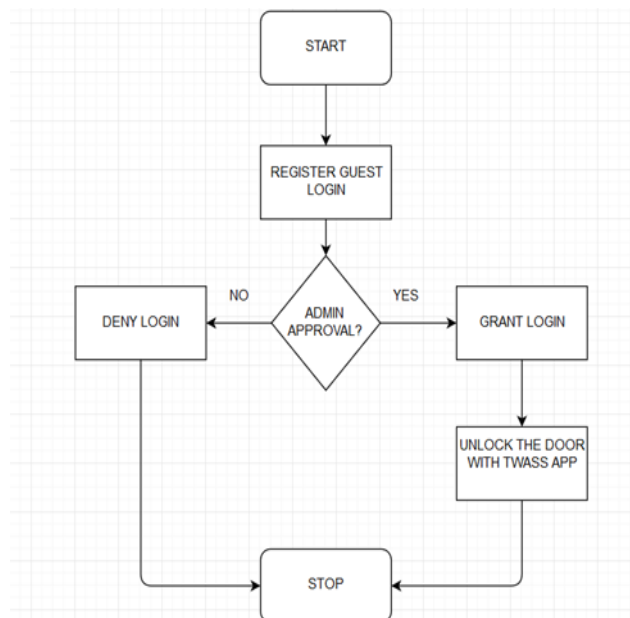 START
REGISTER GUEST
LOGIN
NO
YES
DENY LOGIN
ADMIN
APPROVAL?
GRANT LOGIN
UNLOCK THE DOOR
WITH TWASS APP
STOP